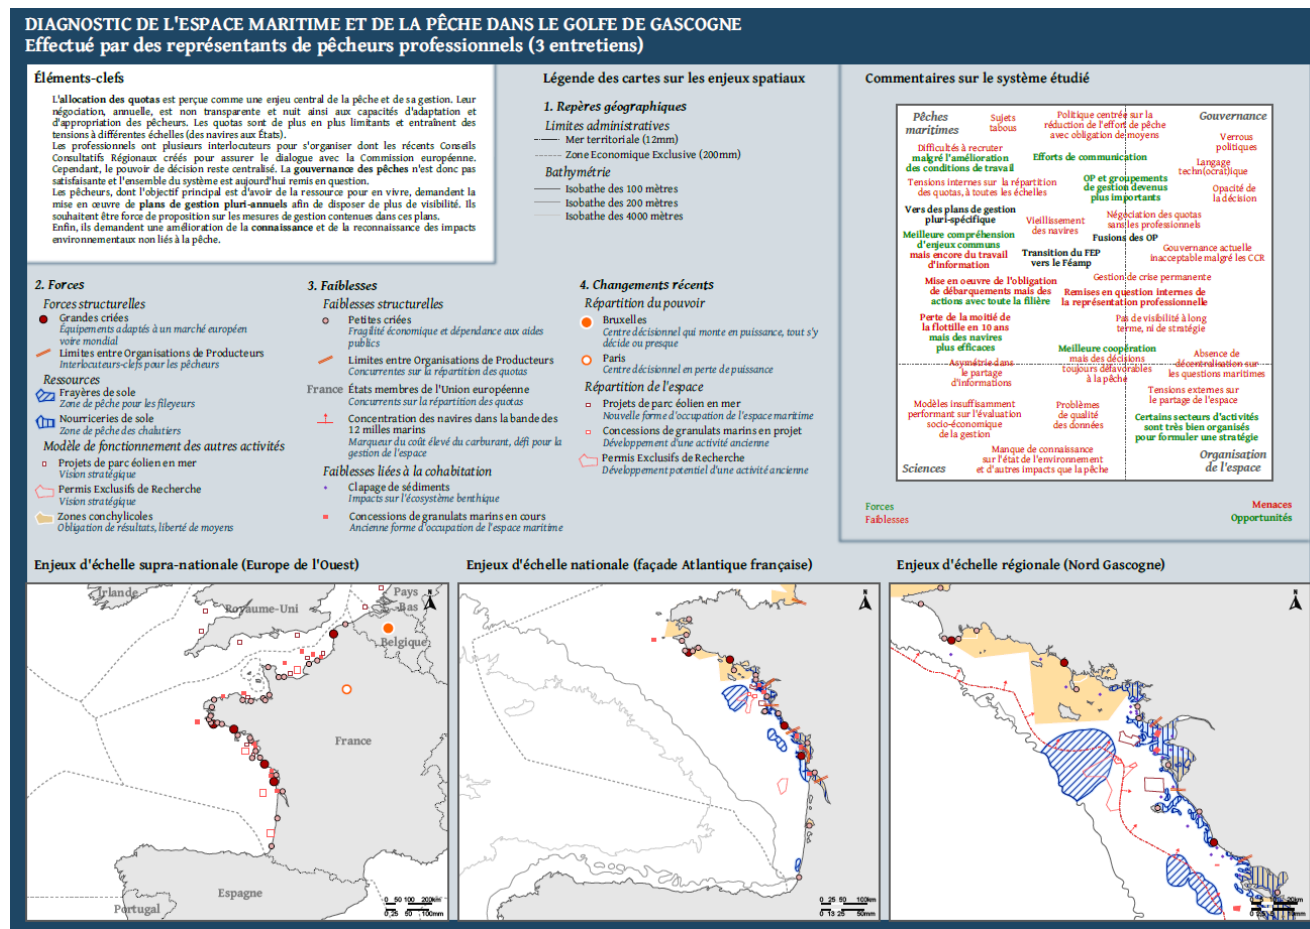 DIAGNOSTIC DE L'ESPACE MARITIME ET DE LA PÊCHE DANS LE GOLFE DE GASCOGNE
Effectué par des représentants de pêcheurs professionnels (3 entretiens)
Éléments-clefs
L'allocation des quotas est perçue comme une enjeu central de la pêche et de sa gestion. Leur
négociation, annuelle, est non transparente et nuit ainsi aux capacités d'adaptation et
d'appropriation des pêcheurs. Les quotas sont de plus en plus limitants et entraînent des
tensions à différentes échelles (des navires aux États).
Les professionnels ont plusieurs interlocuteurs pour s'organiser dont les récents Conseils
Consultatifs Régionaux créés pour assurer le dialogue avec la Commission européenne.
Cependant, le pouvoir de décision reste centralisé. La gouvernance des pêches n'est donc pas
satisfaisante et l'ensemble du système est aujourd'hui remis en question.
Les pêcheurs, dont l'objectif principal est d'avoir de la ressource pour en vivre, demandent la
mise en œuvre de plans de gestion pluri-annuels afin de disposer de plus de visibilité. Ils
souhaitent être force de proposition sur les mesures de gestion contenues dans ces plans.
Enfin, ils demandent une amélioration de la connaissance et de la reconnaissance des impacts
environnementaux non liés à la pêche.
Légende des cartes sur les enjeux spatiaux
1. Repères géographiques
Limites administratives
Mer territoriale (12mm)
Zone Economique Exclusive (200mm)
Bathymétrie
Isobathe des 100 mètres
Isobathe des 200 mètres
Isobathe des 4000 mètres
2. Forces
Forces structurelles
Grandes criées
Équipements adaptés à un marché européen
voire mondial
Limites entre Organisations de Producteurs
Interlocuteurs-clefs pour les pêcheurs
Ressources
Frayères de sole
Zone de pêche pour les fileyeurs
Nourriceries de sole
Zone de pêche des chalutiers
Modèle de fonctionnement des autres activités
Projets de parc éolien en mer
Vision stratégique
Permis Exclusifs de Recherche
Vision stratégique
Zones conchylicoles
Obligation de résultats, liberté de moyens
3. Faiblesses
Faiblesses structurelles
Petites criées
Fragilité économique et dépendance aux aides
publics
Limites entre Organisations de Producteurs
Concurrentes sur la répartition des quotas
France États membres de l'Union européenne
Concurrents sur la répartition des quotas
Concentration des navires dans la bande des
12 milles marins
Marqueur du coût élevé du carburant, défi pour la
gestion de l'espace
Faiblesses liées à la cohabitation
Clapage de sédiments
Impacts sur l'écosystème benthique
Concessions de granulats marins en cours
Ancienne forme d'occupation de l'espace maritime
4. Changements récents
Répartition du pouvoir
Bruxelles
Centre décisionnel qui monte en puissance, tout s'y
décide ou presque
Paris
Centre décisionnel en perte de puissance
Répartition de l'espace
Projets de parc éolien en mer
Nouvelle forme d'occupation de l'espace maritime
Concessions de granulats marins en projet
Développement d'une activité ancienne
Permis Exclusifs de Recherche
Développement potentiel d'une activité ancienne
Commentaires sur le système étudié
Pêches
maritimes
Sujets
tabous
Politique centrée sur la
réduction de l'effort de pêche
avec obligation de moyens
Gouvernance
Verrous
politiques
Difficultés à recruter
malgré l'amélioration
des conditions de travail
Efforts de communication
Langage
techn(ocrat)ique
Tensions internes sur la répartition
des quotas, à toutes les échelles
OP et groupements
de gestion devenus
plus importants
Opacité de
la décision
Vers des plans de gestion
pluri-spécifique
Vieillissement
des navires
Négociation des quotas
sans les professionnels
Fusions des OP
Meilleure compréhension
d'enjeux communs
mais encore du travail
d'information
Transition du FEP
vers le Féamp
Gouvernance actuelle
inacceptable malgré les CCR
Gestion de crise permanente
Mise en oeuvre de l'obligation
de débarquements mais des
actions avec toute la filière
Remises en question internes de
la représentation professionnelle
Perte de la moitié de
la flottille en 10 ans
mais des navires
plus efficaces
Pas de visibilité à long
terme, ni de stratégie
Meilleure coopération
mais des décisions
toujours défavorables
à la pêche
Absence de
décentralisation sur
les questions maritimes
Asymétrie dans
le partage
d'informations
Tensions externes sur
le partage de l'espace
Modèles insuffisamment
performant sur l'évaluation
socio-économique
de la gestion
Problèmes
de qualité
des données
Certains secteurs d'activités
sont très bien organisés
pour formuler une stratégie
Manque de connaissance
sur l'état de l'environnement
et d'autres impacts que la pêche
Sciences
Organisation
de l'espace
Forces
Faiblesses
Menaces
Opportunités
Enjeux d'échelle supra-nationale (Europe de l'Ouest)
Irlande
Royaume-Uni
Pays
Bas
Belgique
France
Espagne
Portugal
N
0 50 100 200km
0 25 50 100mm
Enjeux d'échelle nationale (façade Atlantique française)
N
0 25 50 100km
0 13 25 50mm
Enjeux d'échelle régionale (Nord Gascogne)
N